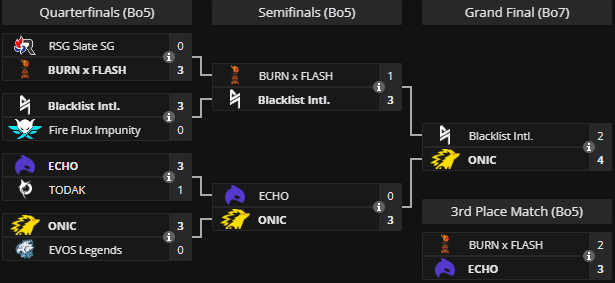 Quarterfinals (Bo5)
RSG Slate SG 0
BURN x FLASH 3
Blacklist Intl. 3
Fire Flux Impunity 0
ECHO 3
TODAK 1
ONIC 3
EVOS Legends 0
Semifinals (Bo5)
BURN x FLASH 1
Blacklist Intl. 3
ECHO 0
ONIC 3
Grand Final (Bo7)
Blacklist Intl. 2
ONIC 4
3rd Place Match (Bo5)
BURN x FLASH 2
ECHO 3